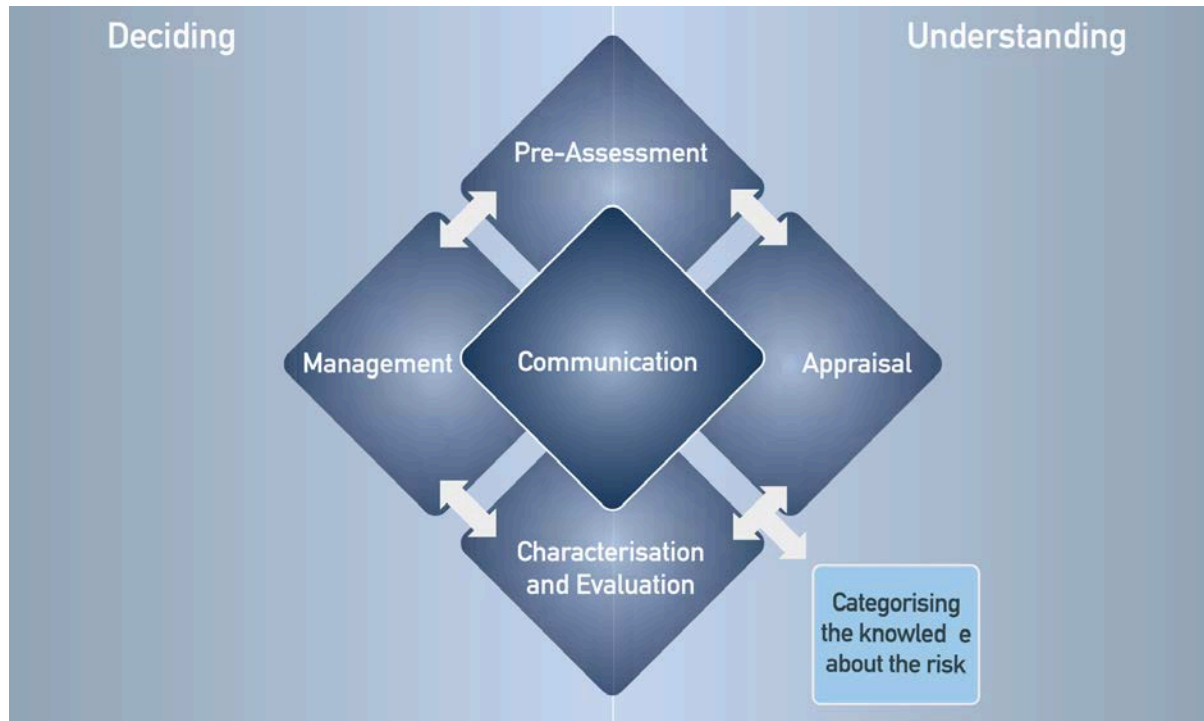 Deciding
Understanding
Pre-Assessment
Management
Communication
Appraisal
Characterisation
and Evaluation
Categorising
the knowled e
about the risk